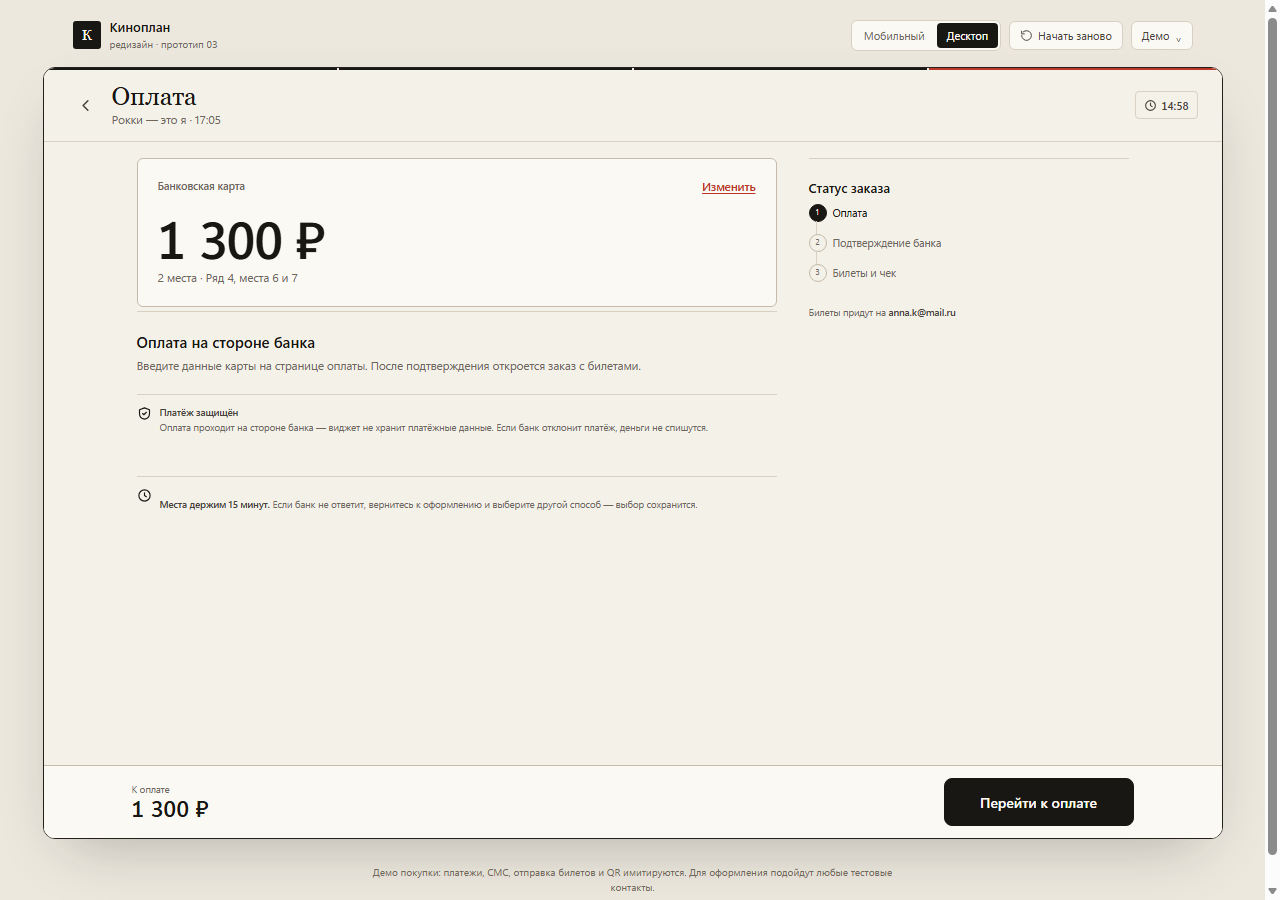 К
Киноплан
редизайн · прототип 03
Мобильный
Десктоп
Начать заново
Демо
Оплата
Рокки — это я · 17:05
14:58
Банковская карта
Изменить
1 300 ₽
2 места · Ряд 4, места 6 и 7
Статус заказа
1 Оплата
2 Подтверждение банка
3 Билеты и чек
Билеты придут на anna.k@mail.ru
Оплата на стороне банка
Введите данные карты на странице оплаты. После подтверждения откроется заказ с билетами.
Платёж защищён
Оплата проходит на стороне банка — виджет не хранит платёжные данные. Если банк отклонит платёж, деньги не спишутся.
Места держим 15 минут. Если банк не ответит, вернитесь к оформлению и выберите другой способ — выбор сохранится.
К оплате
1 300 ₽
Перейти к оплате
Демо покупки: платежи, СМС, отправка билетов и QR имитируются. Для оформления подойдут любые тестовые
контакты.